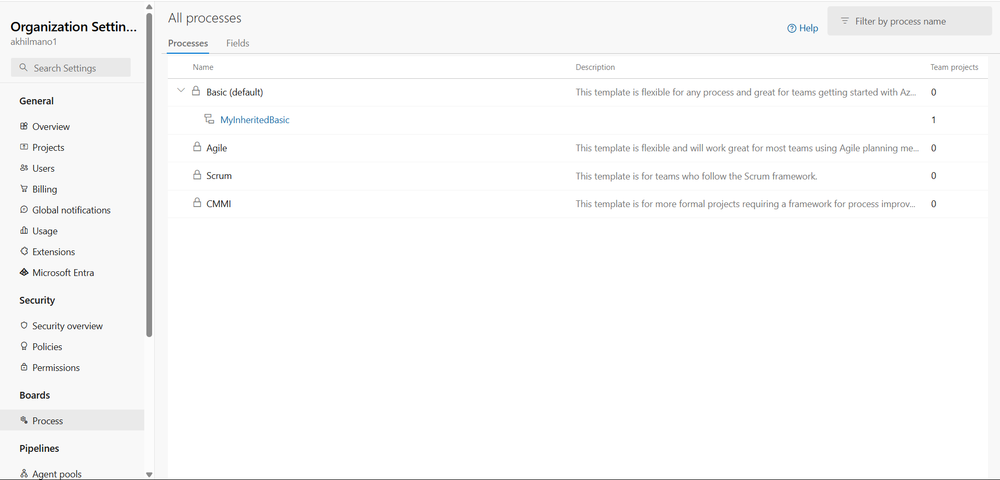 Organization Settin...
akhilmano1
Search Settings
General
Overview
Projects
Users
Billing
Global notifications
Usage
Extensions
Microsoft Entra
Security
Security overview
Policies
Permissions
Boards
Process
Pipelines
Agent pools
All processes
Help
Filter by process name
Processes Fields
Name Description Team projects
Basic (default) This template is flexible for any process and great for teams getting started with Az... 0
MyInheritedBasic 1
Agile This template is flexible and will work great for most teams using Agile planning me... 0
Scrum This template is for teams who follow the Scrum framework. 0
CMMI This template is for more formal projects requiring a framework for process improv... 0